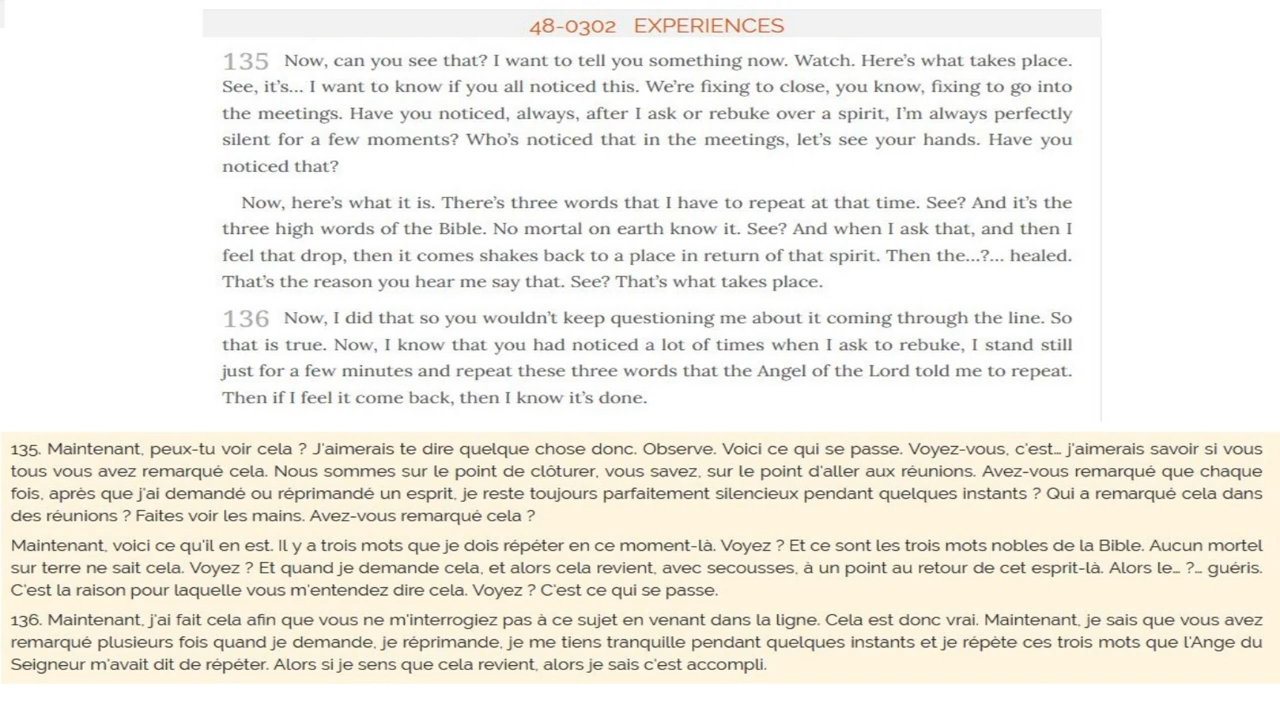 48-0302 EXPERIENCES
135 Now, can you see that? I want to tell you something now. Watch. Here's what takes place.
See, it's... I want to know if you all noticed this. We're fixing to close, you know, fixing to go into
the meetings. Have you noticed, always, after I ask or rebuke over a spirit, I'm always perfectly
silent for a few moments? Who's noticed that in the meetings, let's see your hands. Have you
noticed that?
Now, here's what it is. There's three words that I have to repeat at that time. See? And it's the
three high words of the Bible. No mortal on earth know it. See? And when I ask that, and then I
feel that drop, then it comes shakes back to a place in return of that spirit. Then the...?... healed.
That's the reason you hear me say that. See? That's what takes place.
136 Now, I did that so you wouldn't keep questioning me about it coming through the line. So
that is true. Now, I know that you had noticed a lot of times when I ask to rebuke, I stand still
just for a few minutes and repeat these three words that the Angel of the Lord told me to repeat.
Then if I feel it come back, then I know it's done.
135. Maintenant, peux-tu voir cela ? J'aimerais te dire quelque chose donc. Observe. Voici ce qui se passe. Voyez-vous, c'est... j'aimerais savoir si vous
tous vous avez remarqué cela. Nous sommes sur le point de clôturer, vous savez, sur le point d'aller aux réunions. Avez-vous remarqué que chaque
fois, après que j'ai demandé ou réprimandé un esprit, je reste toujours parfaitement silencieux pendant quelques instants ? Qui a remarqué cela dans
des réunions ? Faites voir les mains. Avez-vous remarqué cela ?
Maintenant, voici ce qu'il en est. Il y a trois mots que je dois répéter en ce moment-là. Voyez ? Et ce sont les trois mots nobles de la Bible. Aucun mortel
sur terre ne sait cela. Voyez ? Et quand je demande cela, et alors cela revient, avec secousses, à un point au retour de cet esprit-là. Alors le... ?... guéris.
C'est la raison pour laquelle vous m'entendez dire cela. Voyez ? C'est ce qui se passe.
136. Maintenant, j'ai fait cela afin que vous ne m'interrogiez pas à ce sujet en venant dans la ligne. Cela est donc vrai. Maintenant, je sais que vous avez
remarqué plusieurs fois quand je demande, je réprimande, je me tiens tranquille pendant quelques instants et je répète ces trois mots que l'Ange du
Seigneur m'avait dit de répéter. Alors si je sens que cela revient, alors je sais c'est accompli.